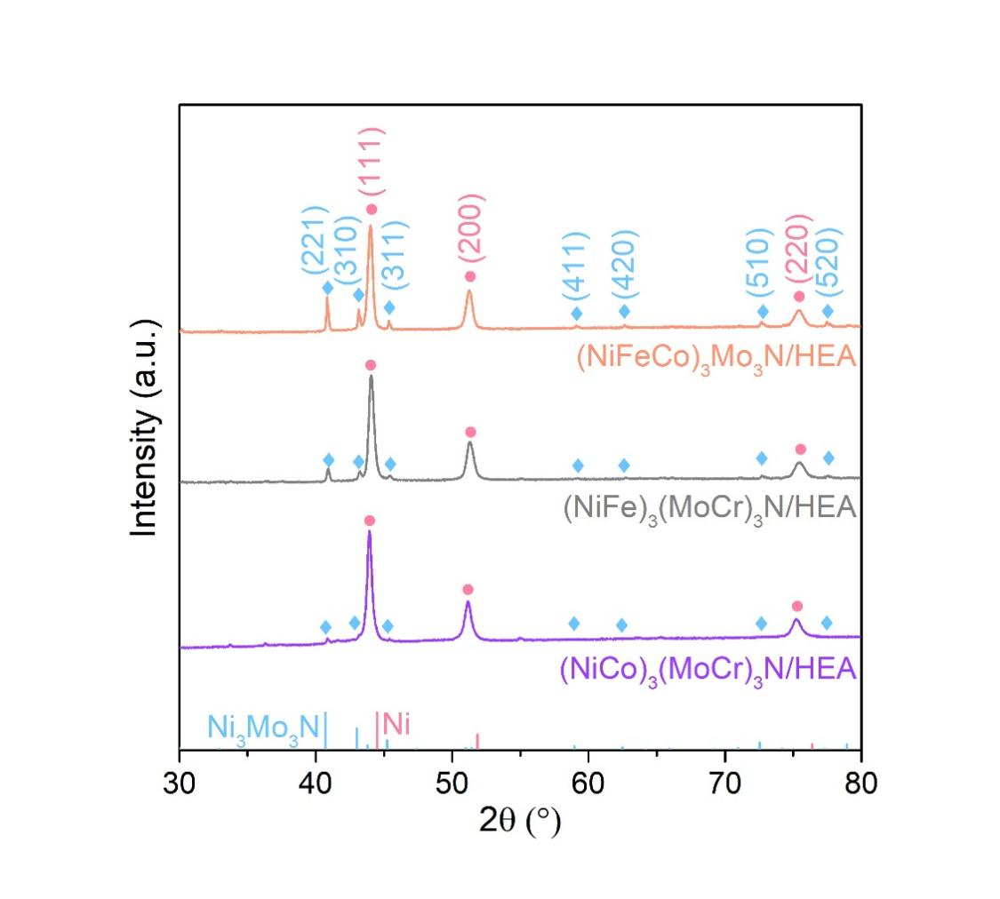 Intensity (a.u.)
(221)
(310)
(111)
(311)
(200)
(411)
(420)
(510)
(220)
(520)
(NiFeCo)₃Mo₃N/HEA
(NiFe)₃(MoCr)₃N/HEA
(NiCo)₃(MoCr)₃N/HEA
Ni₃Mo₃N
Ni
30 40 50 60 70 80
2θ (°)